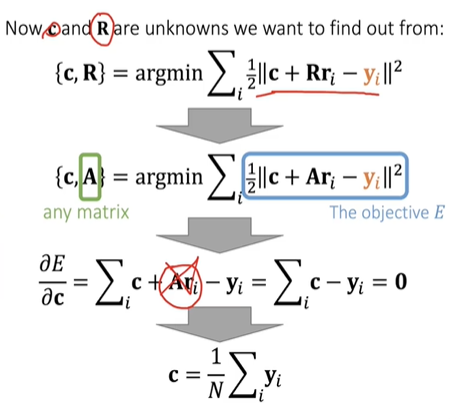 Now c and R are unknowns we want to find out from:
{c, R} = argmin ∑ᵢ ½||c + Rrᵢ − yᵢ||²
{c, A} = argmin ∑ᵢ ½||c + Arᵢ − yᵢ||²
any matrix The objective E
∂E/∂c = ∑ᵢ c + Arᵢ − yᵢ = ∑ᵢ c − yᵢ = 0
c = 1/N ∑ᵢ yᵢ